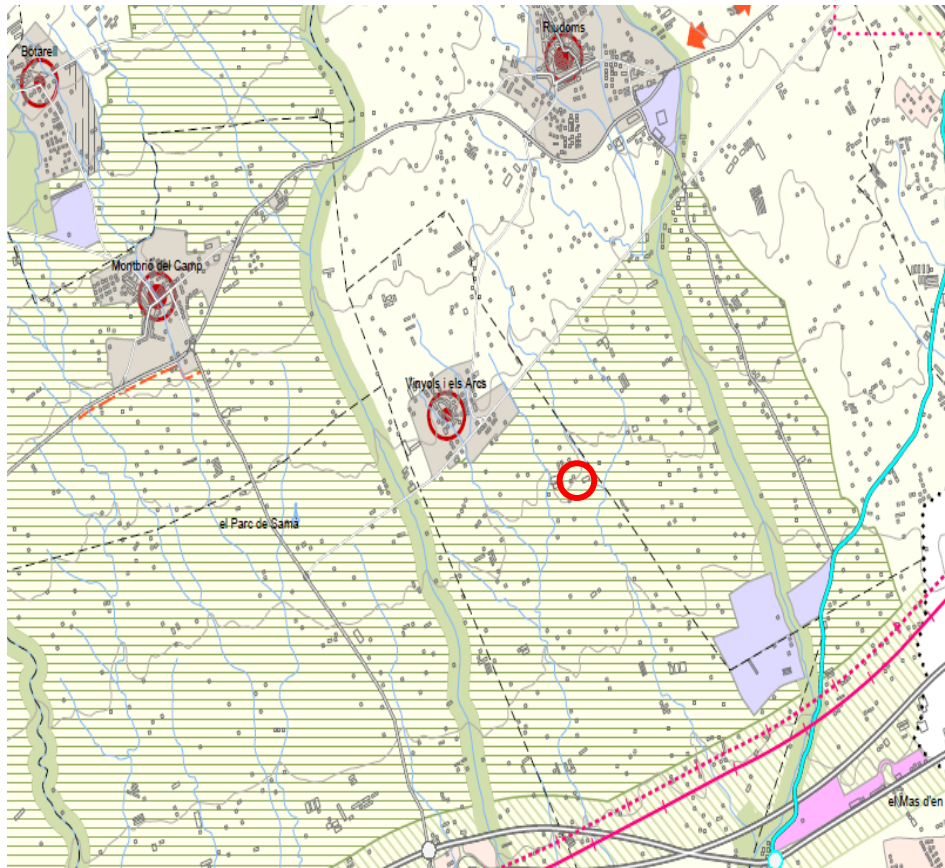 Riudoms
Botarell
Montbrió del Camp
Vinyols i els Arcs
el Parc de Samà
el Mas d'en